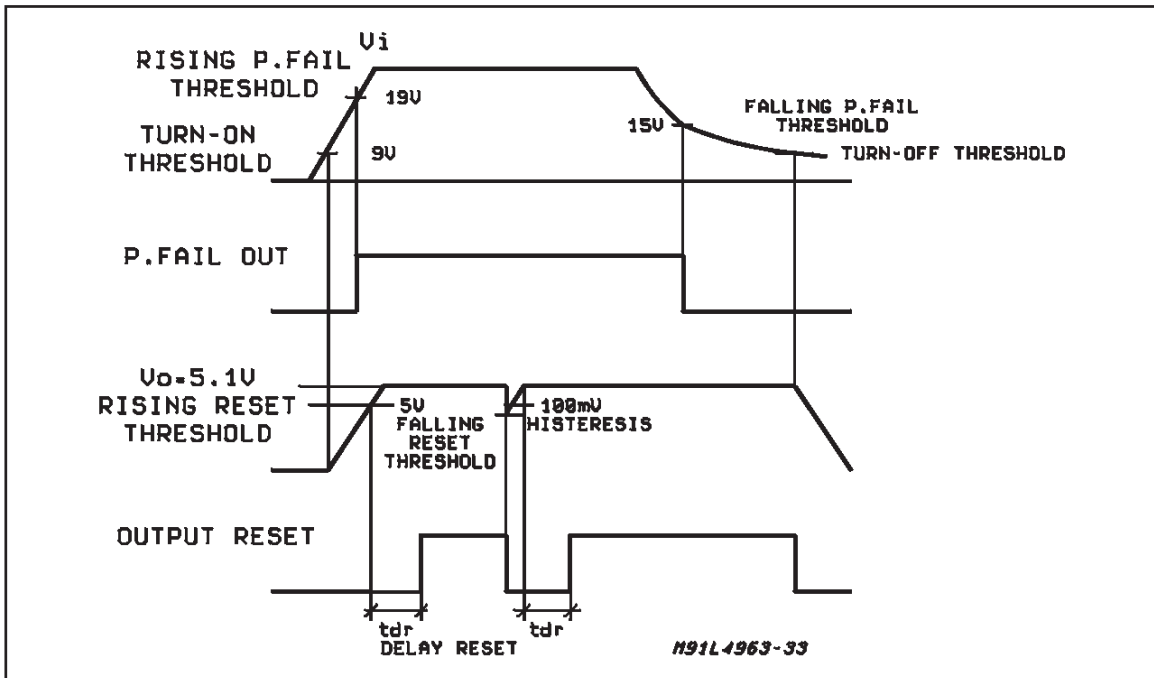 Vi
RISING P.FAIL
THRESHOLD
19V
TURN-ON
THRESHOLD
9V
15V
FALLING P.FAIL
THRESHOLD
TURN-OFF THRESHOLD
P.FAIL OUT
Vo=5.1V
RISING RESET
THRESHOLD
5V
FALLING
RESET
THRESHOLD
100mV
HISTERESIS
OUTPUT RESET
tdr
DELAY RESET
tdr
M91L4963-33